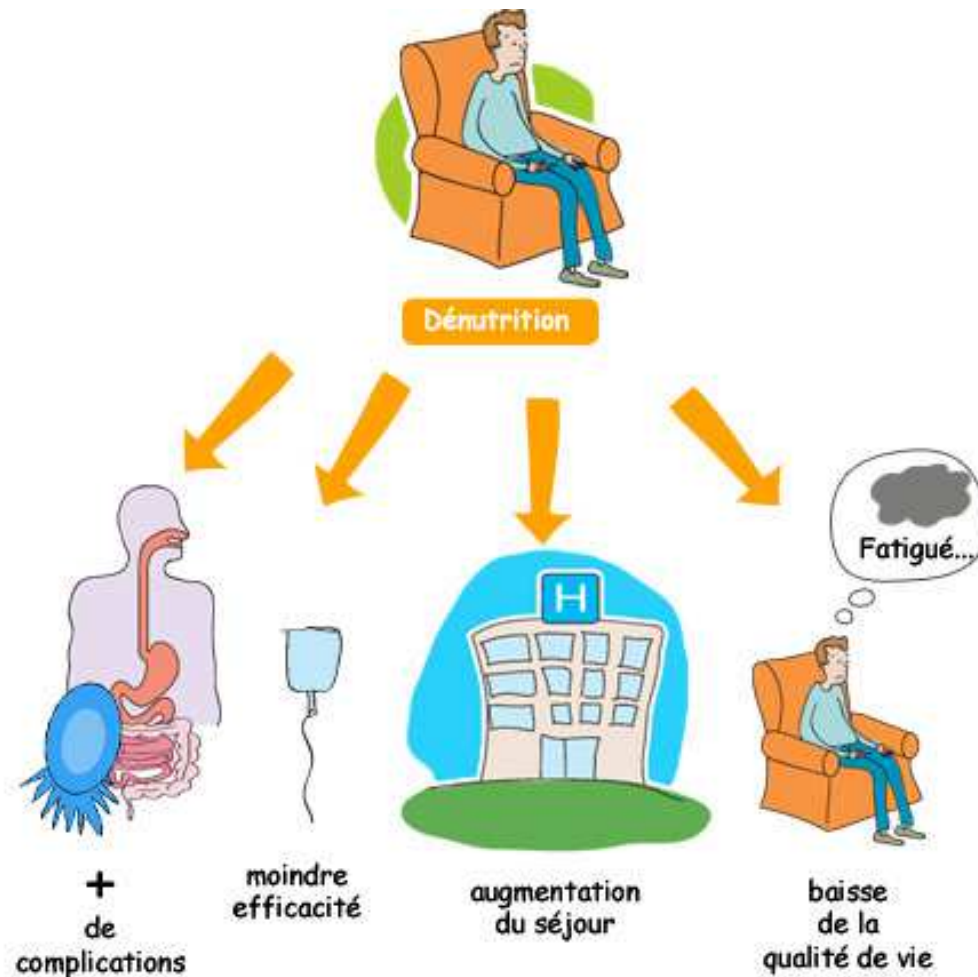 Dénutrition
Fatigué....
H
+
de
complications
moindre
efficacité
augmentation
du séjour
baisse
de la
qualité de vie